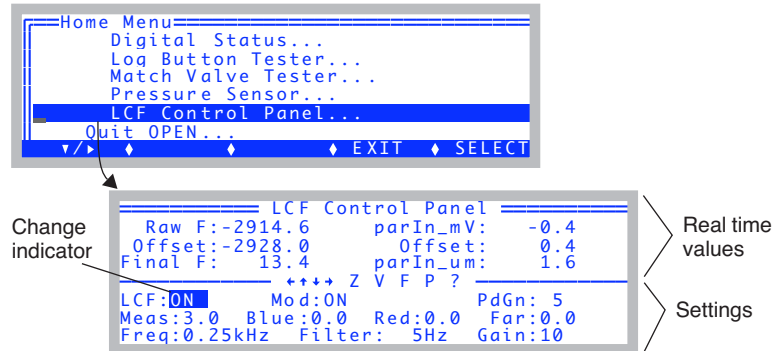 Home Menu
Digital Status...
Log Button Tester...
Match Valve Tester...
Pressure Sensor...
LCF Control Panel...
Quit OPEN...
EXIT SELECT
LCF Control Panel
Raw F:-2914.6 parIn_mV: -0.4
Offset:-2928.0 Offset: 0.4
Final F: 13.4 parIn_um: 1.6
←↑↓→ Z V F P ?
LCF:ON Mod:ON PdGn: 5
Meas:3.0 Blue:0.0 Red:0.0 Far:0.0
Freq:0.25kHz Filter: 5Hz Gain:10
Change
indicator
Real time
values
Settings